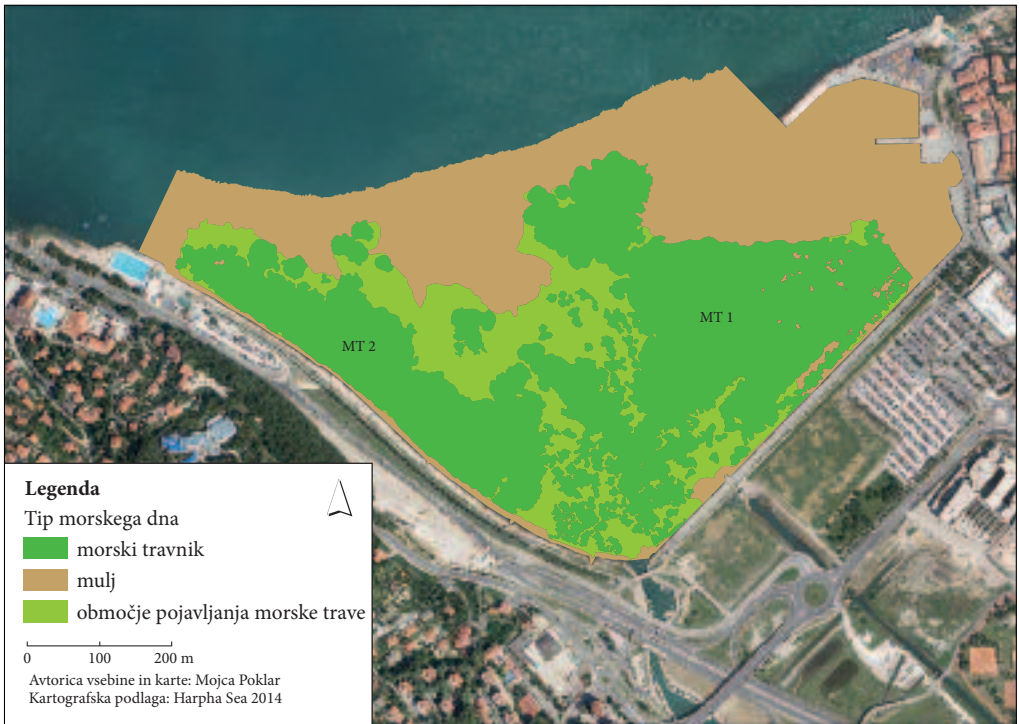 MT 1
MT 2
Legenda
Tip morskega dna
morski travnik
mulj
območje pojavljanja morske trave
0 100 200 m
Avtorica vsebine in karte: Mojca Poklar
Kartografska podlaga: Harpha Sea 2014